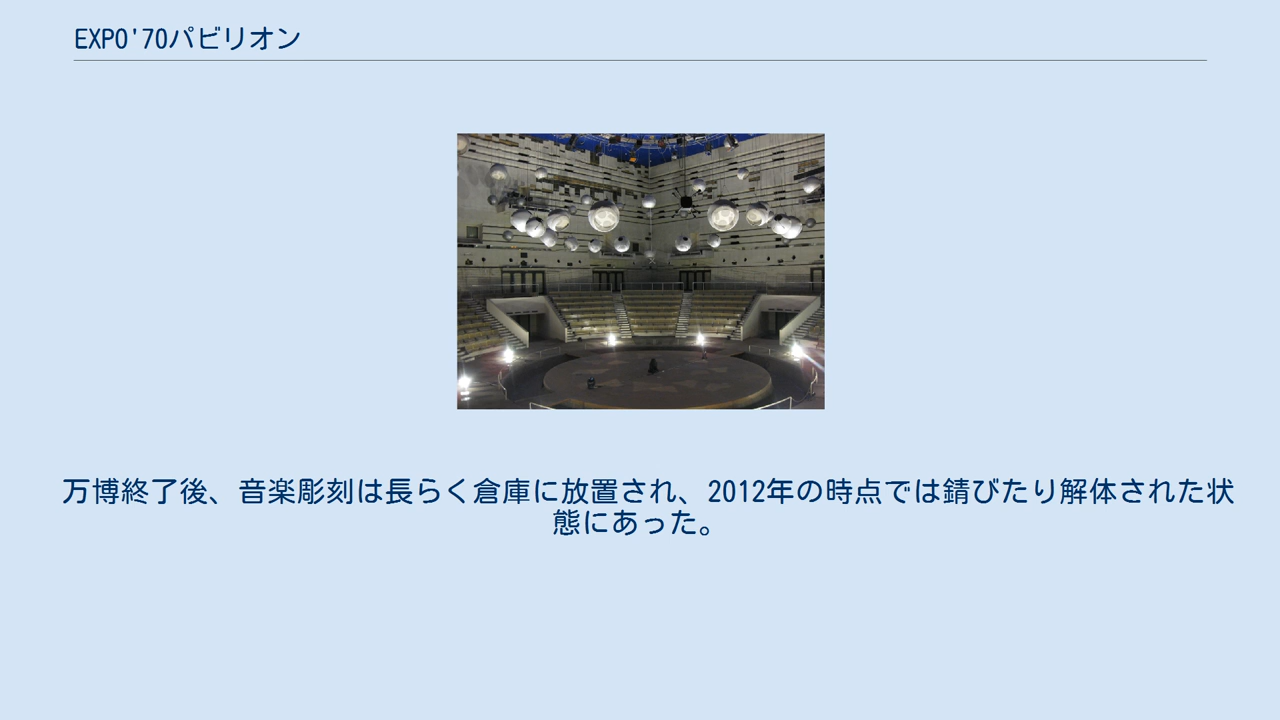 EXPO'70パビリオン
万博終了後、音楽彫刻は長らく倉庫に放置され、2012年の時点では錆びたり解体された状
態にあった。